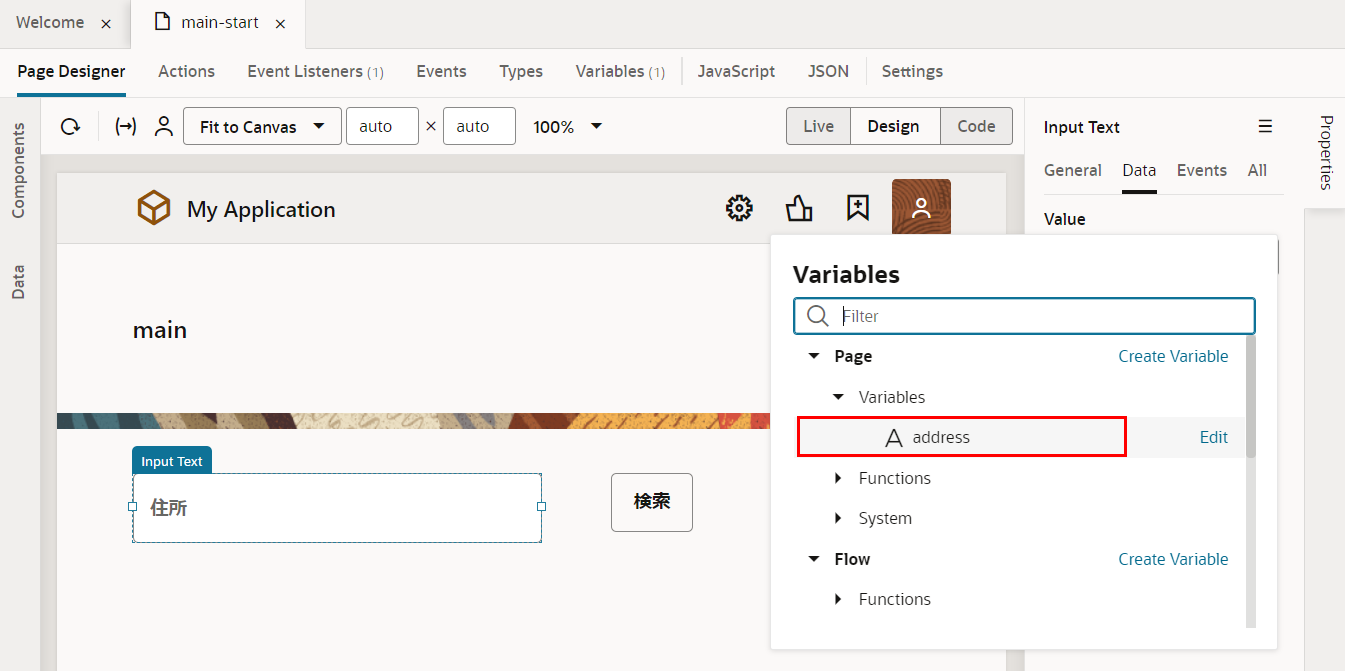 Welcome ×
main-start ×
Page Designer Actions Event Listeners (1) Events Types Variables (1) JavaScript JSON Settings
Components
Data
Fit to Canvas auto × auto 100% Live Design Code
Input Text
General Data Events All
Properties
Value
My Application
main
Input Text
住所
検索
Variables
Filter
Page Create Variable
Variables
A address Edit
Functions
System
Flow Create Variable
Functions